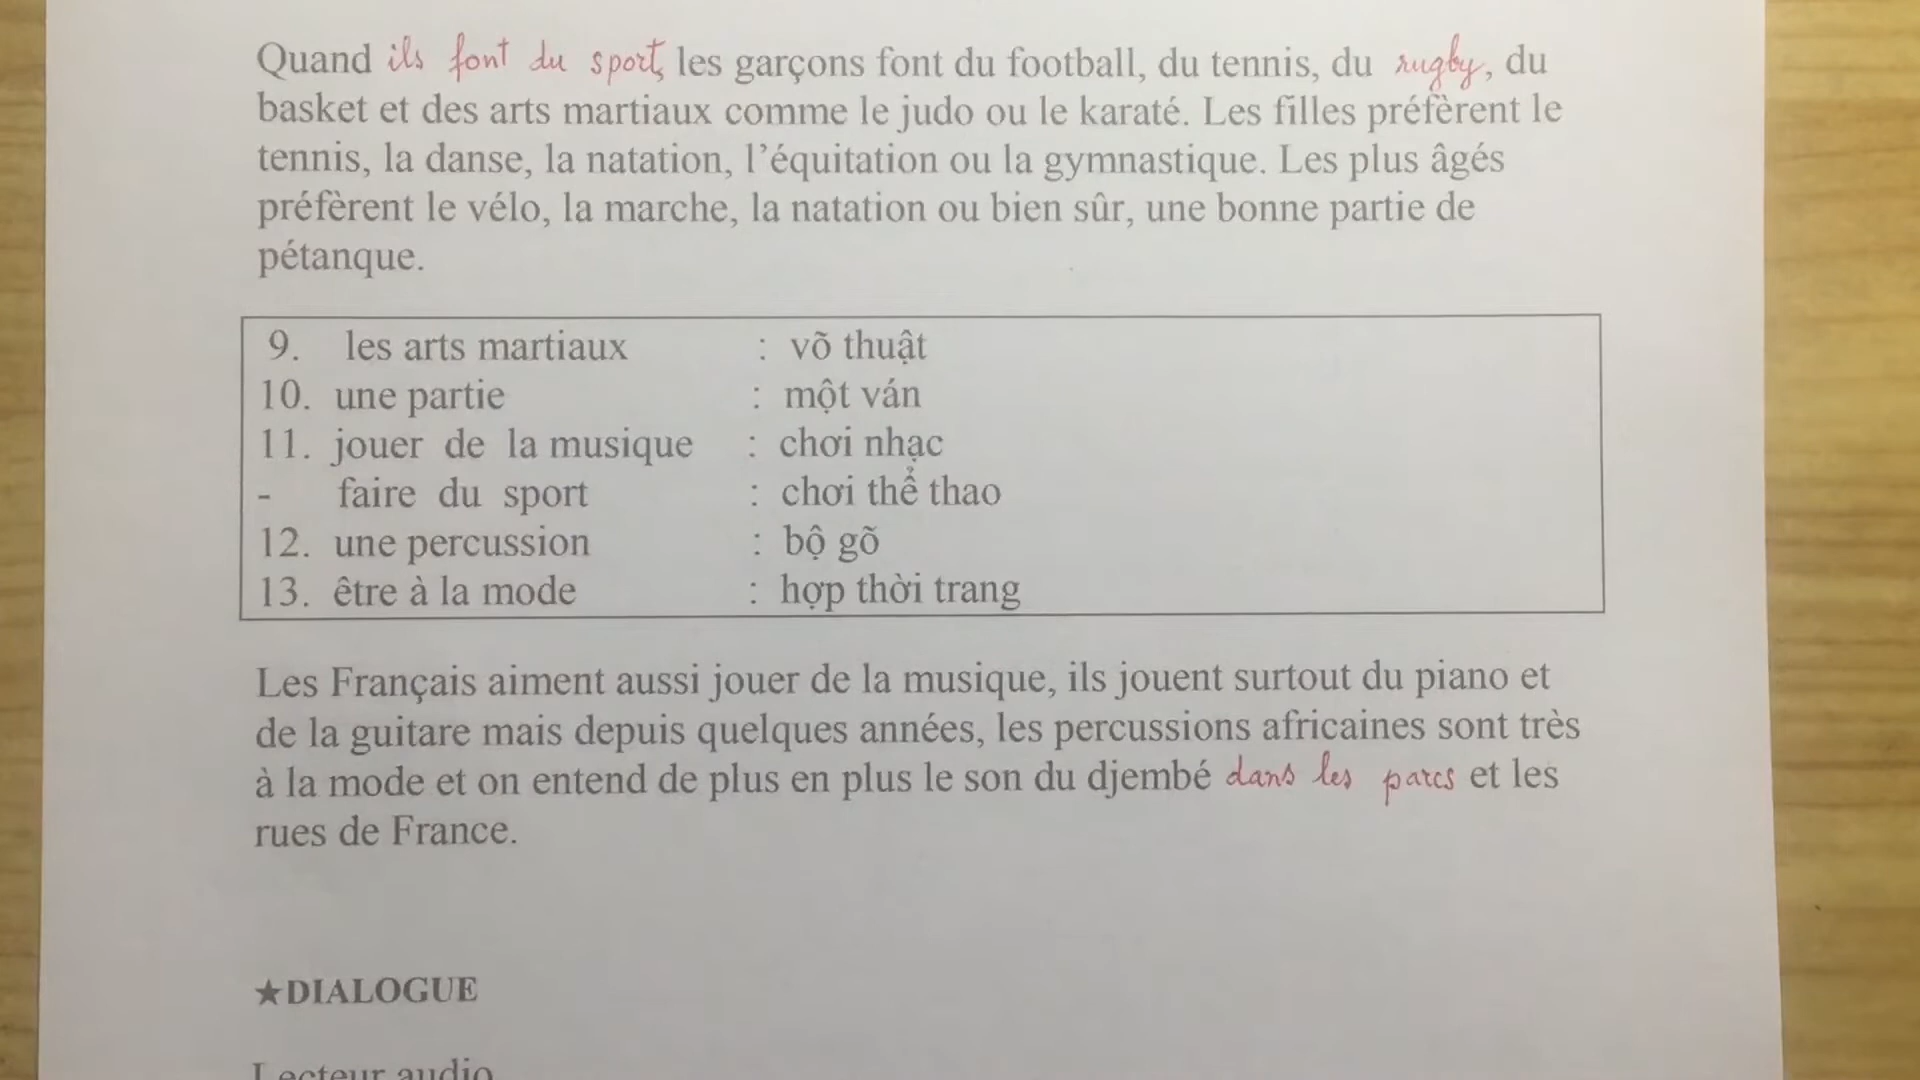 Quand ils font du sport, les garçons font du football, du tennis, du rugby, du
basket et des arts martiaux comme le judo ou le karaté. Les filles préfèrent le
tennis, la danse, la natation, l’équitation ou la gymnastique. Les plus âgés
préfèrent le vélo, la marche, la natation ou bien sûr, une bonne partie de
pétanque.
9. les arts martiaux : võ thuật
10. une partie : một ván
11. jouer de la musique : chơi nhạc
- faire du sport : chơi thể thao
12. une percussion : bộ gõ
13. être à la mode : hợp thời trang
Les Français aiment aussi jouer de la musique, ils jouent surtout du piano et
de la guitare mais depuis quelques années, les percussions africaines sont très
à la mode et on entend de plus en plus le son du djembé dans les parcs et les
rues de France.
★DIALOGUE
Lecteur audio